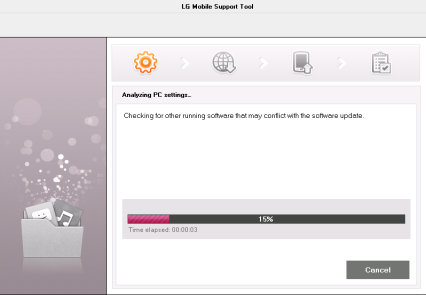 LG Mobile Support Tool
Analyzing PC settings..
Checking for other running software that may conflict with the software update.
15%
Time elapsed: 00:00:03
Cancel